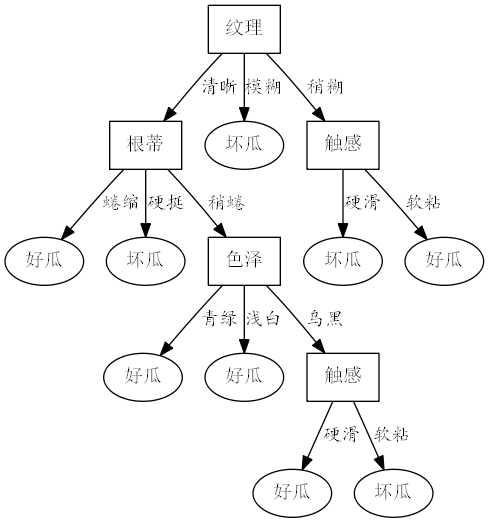 纹理
清晰 模糊 稍糊
根蒂 坏瓜 触感
蜷缩 硬挺 稍蜷 硬滑 软粘
好瓜 坏瓜 色泽 坏瓜 好瓜
青绿 浅白 乌黑
好瓜 好瓜 触感
硬滑 软粘
好瓜 坏瓜